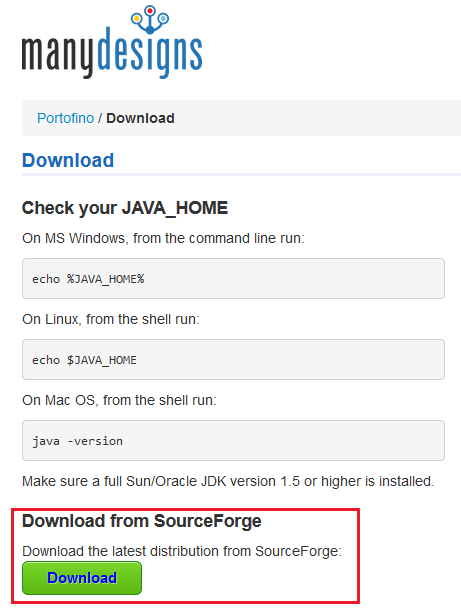 manydesigns
Portofino / Download
Download
Check your JAVA_HOME
On MS Windows, from the command line run:
echo %JAVA_HOME%
On Linux, from the shell run:
echo $JAVA_HOME
On Mac OS, from the shell run:
java -version
Make sure a full Sun/Oracle JDK version 1.5 or higher is installed.
Download from SourceForge
Download the latest distribution from SourceForge:
Download